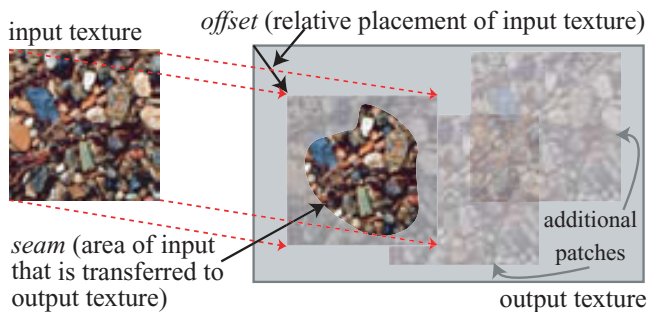 offset (relative placement of input texture)
input texture
seam (area of input
that is transferred to
output texture)
additional
patches
output texture